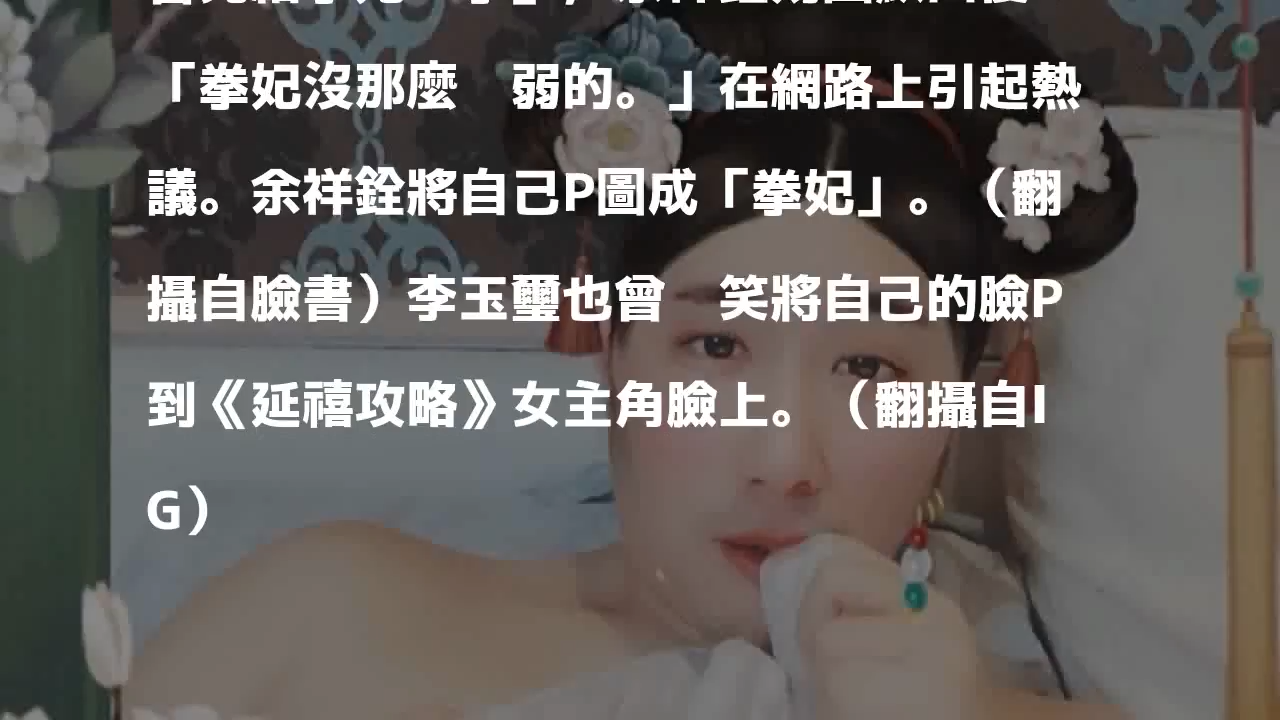 「拳妃沒那麼　弱的。」在網路上引起熱
議。余祥銓將自己P圖成「拳妃」。（翻
攝自臉書）李玉璽也曾　笑將自己的臉P
到《延禧攻略》女主角臉上。（翻攝自I
G）